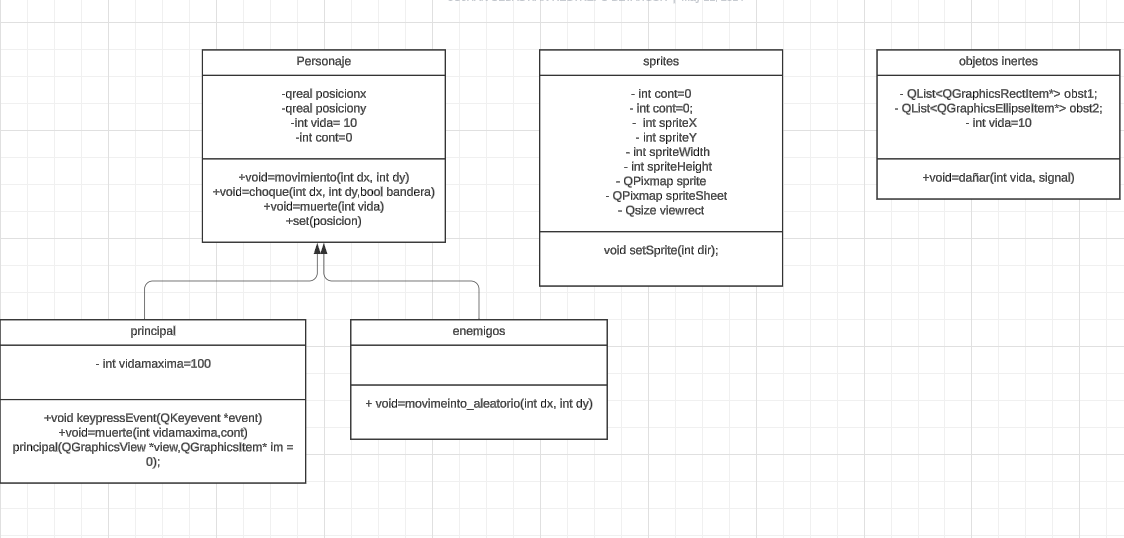 Personaje
-qreal posicionx
-qreal posiciony
-int vida= 10
-int cont=0
+void=movimiento(int dx, int dy)
+void=choque(int dx, int dy,bool bandera)
+void=muerte(int vida)
+set(posicion)
sprites
- int cont=0
- int cont=0;
-  int spriteX
- int spriteY
- int spriteWidth
- int spriteHeight
- QPixmap sprite
- QPixmap spriteSheet
- Qsize viewrect
void setSprite(int dir);
objetos inertes
- QList<QGraphicsRectItem*> obst1;
- QList<QGraphicsEllipseItem*> obst2;
- int vida=10
+void=dañar(int vida, signal)
principal
- int vidamaxima=100
+void keypressEvent(QKeyevent *event)
+void=muerte(int vidamaxima,cont)
principal(QGraphicsView *view,QGraphicsItem* im =
0);
enemigos
+ void=movimeinto_aleatorio(int dx, int dy)